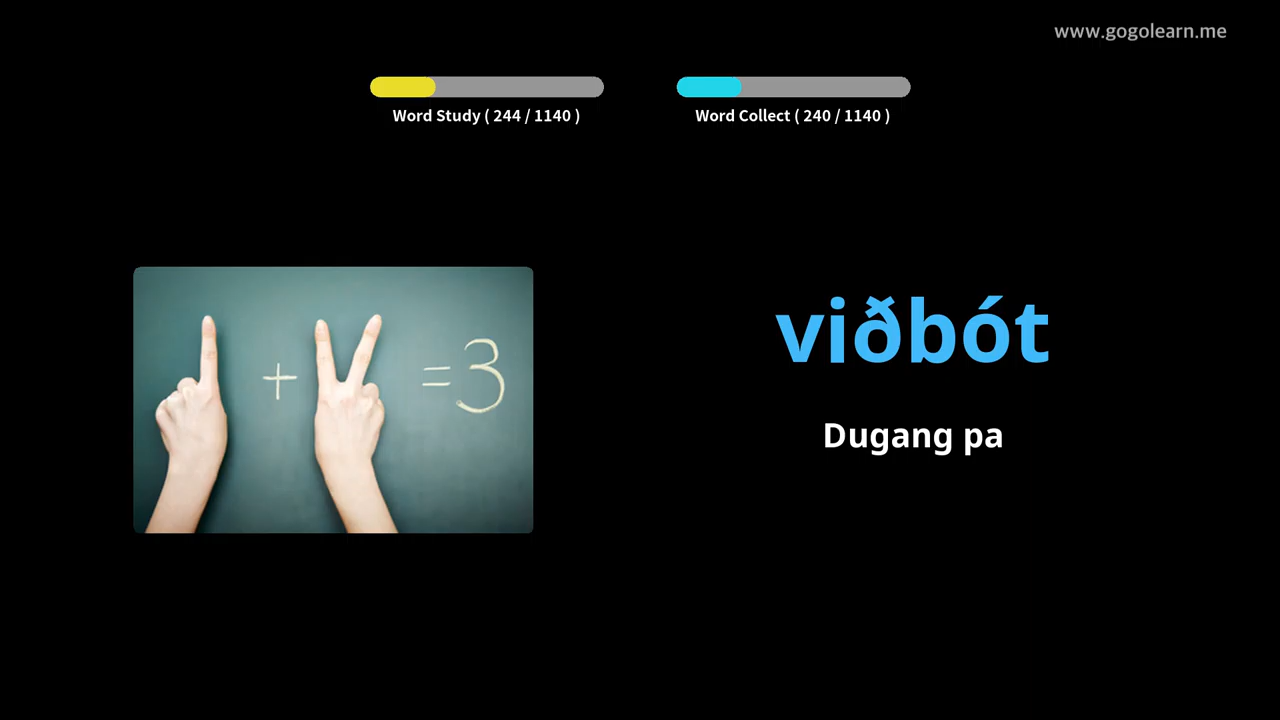 www.gogolearn.me
Word Study ( 244 / 1140 )
Word Collect ( 240 / 1140 )
+ =3
viðbót
Dugang pa